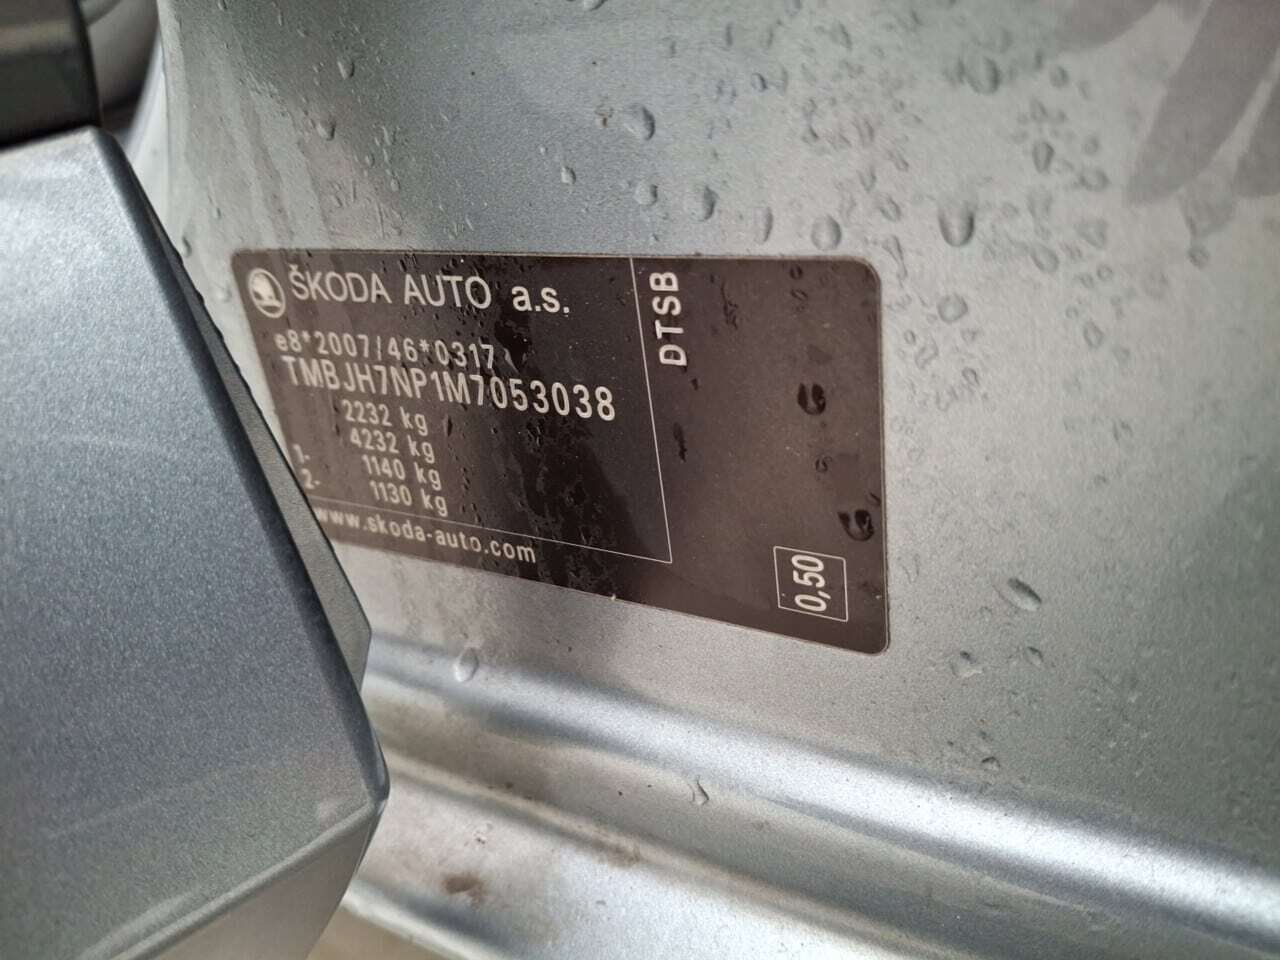 ŠKODA AUTO a.s.
e8*2007/46*0317
TMBJH7NP1M7053038
2232 kg
4232 kg
1- 1140 kg
2- 1130 kg
www.skoda-auto.com
DTSB
0,50